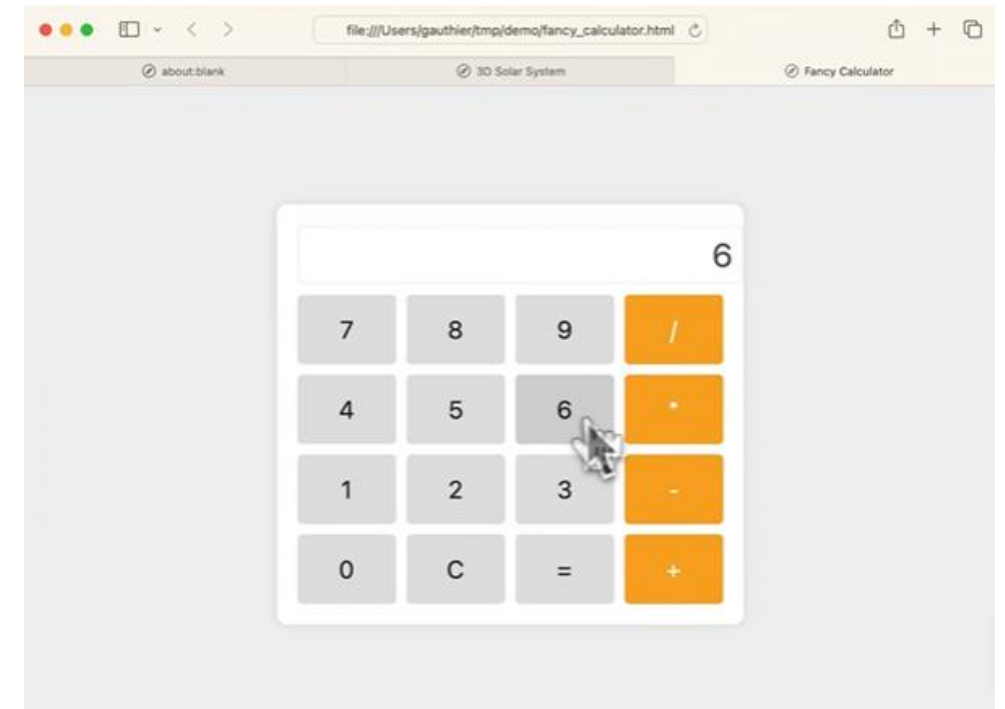 file:///Users/gauthier/tmp/demo/fancy_calculator.html
about:blank 3D Solar System Fancy Calculator
6
7 8 9 /
4 5 6 *
1 2 3 -
0 C = +